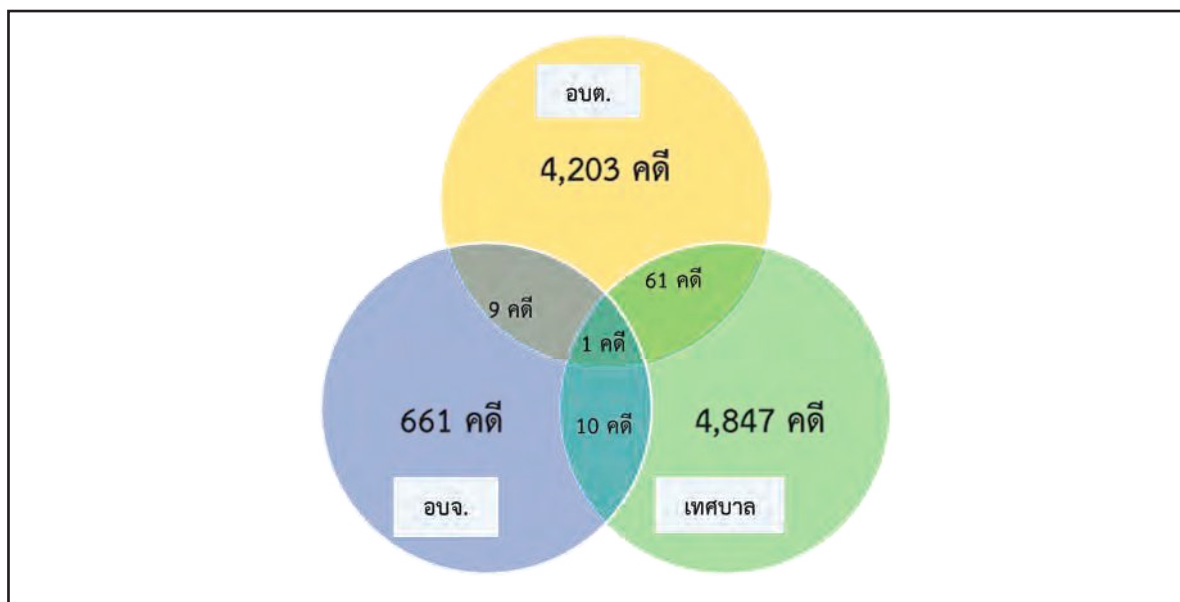 อบต.
4,203 คดี
61 คดี
9 คดี
1 คดี
661 คดี
10 คดี
4,847 คดี
อบจ.
เทศบาล